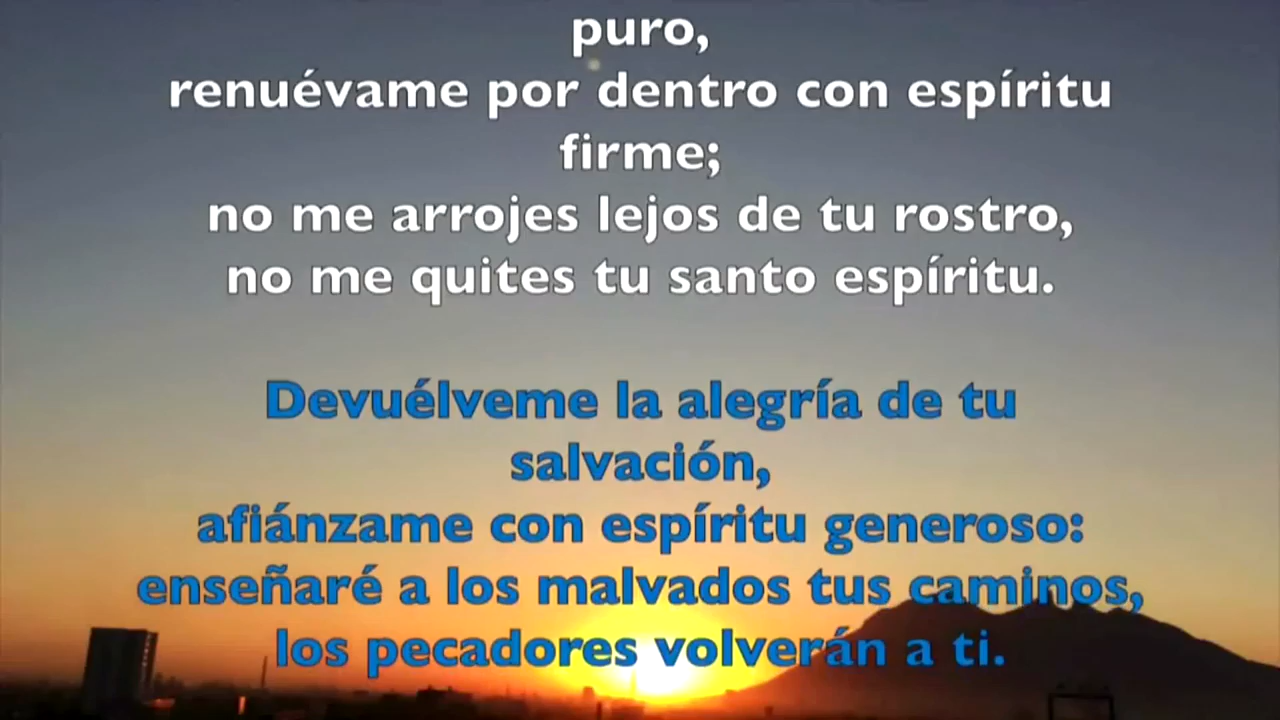 puro,
renuévame por dentro con espíritu
firme;
no me arrojes lejos de tu rostro,
no me quites tu santo espíritu.
Devuélveme la alegría de tu
salvación,
afiánzame con espíritu generoso:
enseñaré a los malvados tus caminos,
los pecadores volverán a ti.